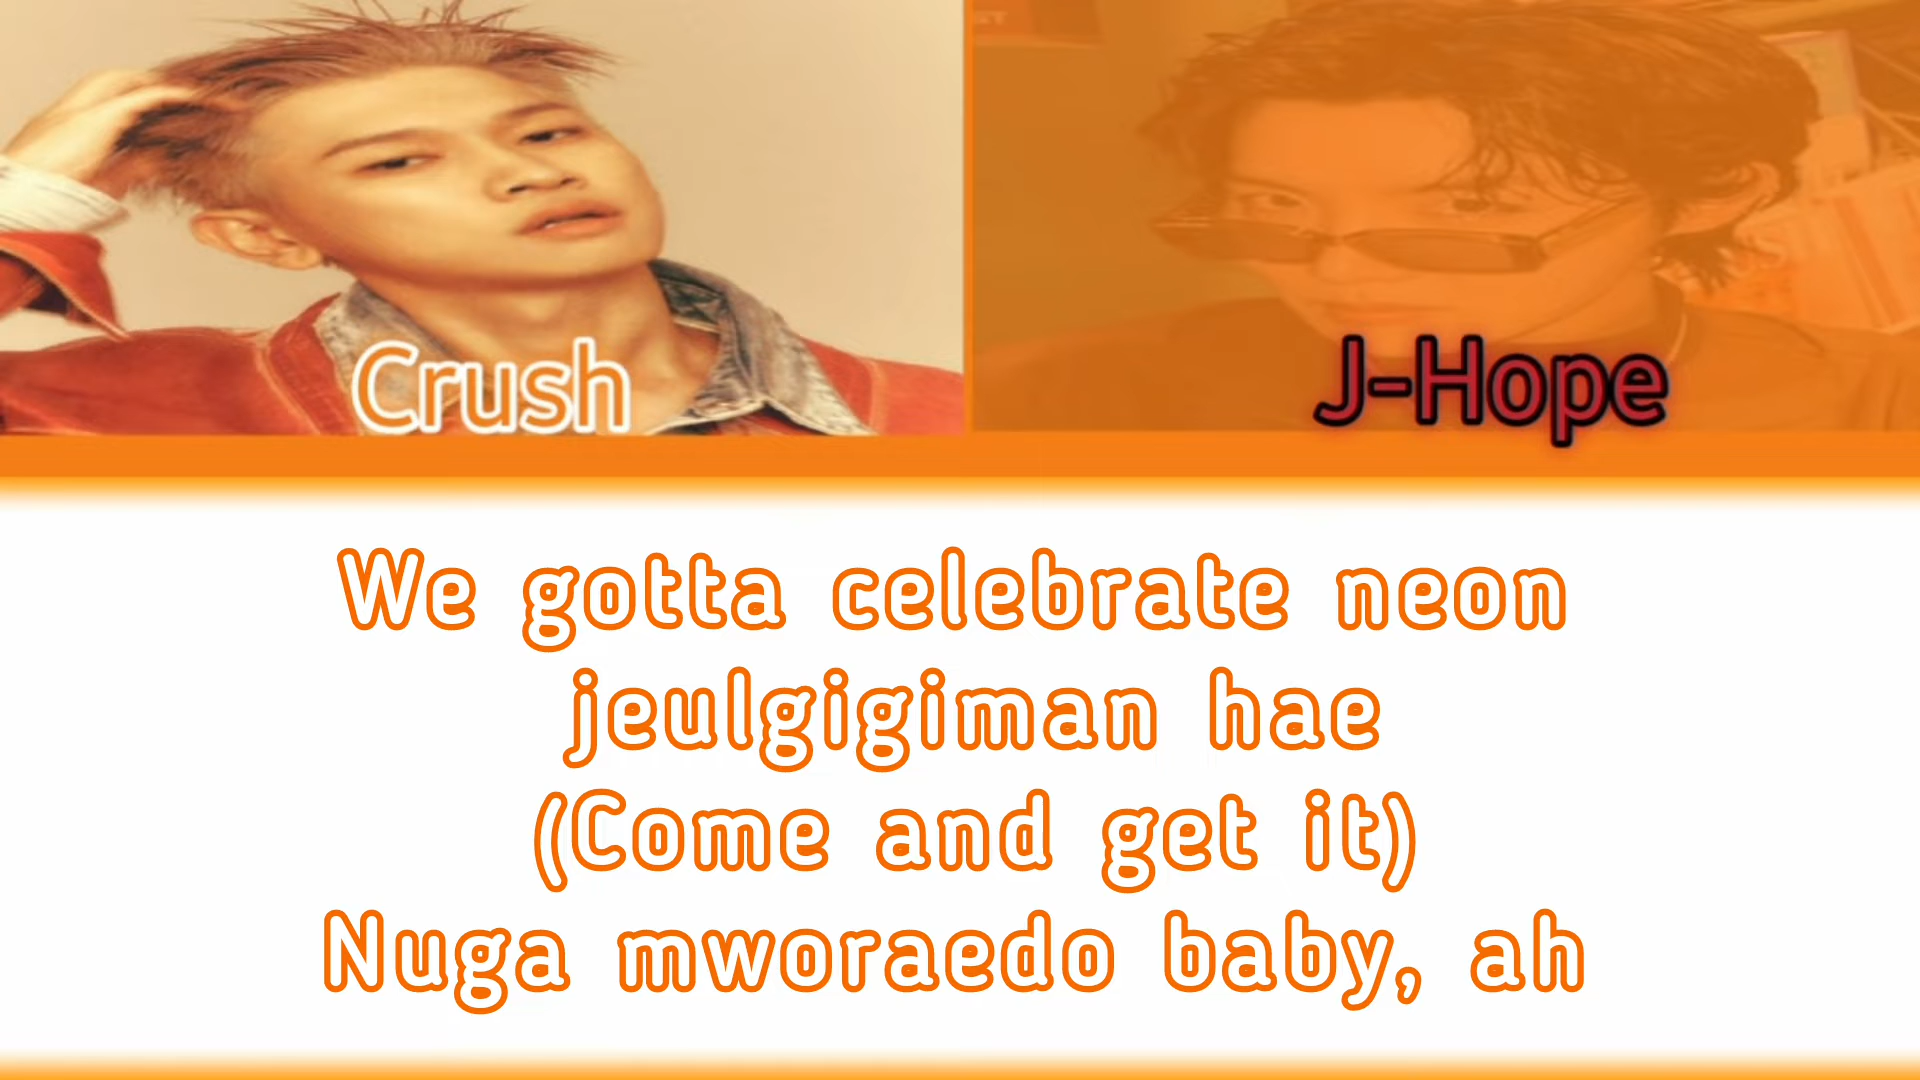 Crush
J-Hope
We gotta celebrate neon
jeulgigiman hae
(Come and get it)
Nuga mworaedo baby, ah